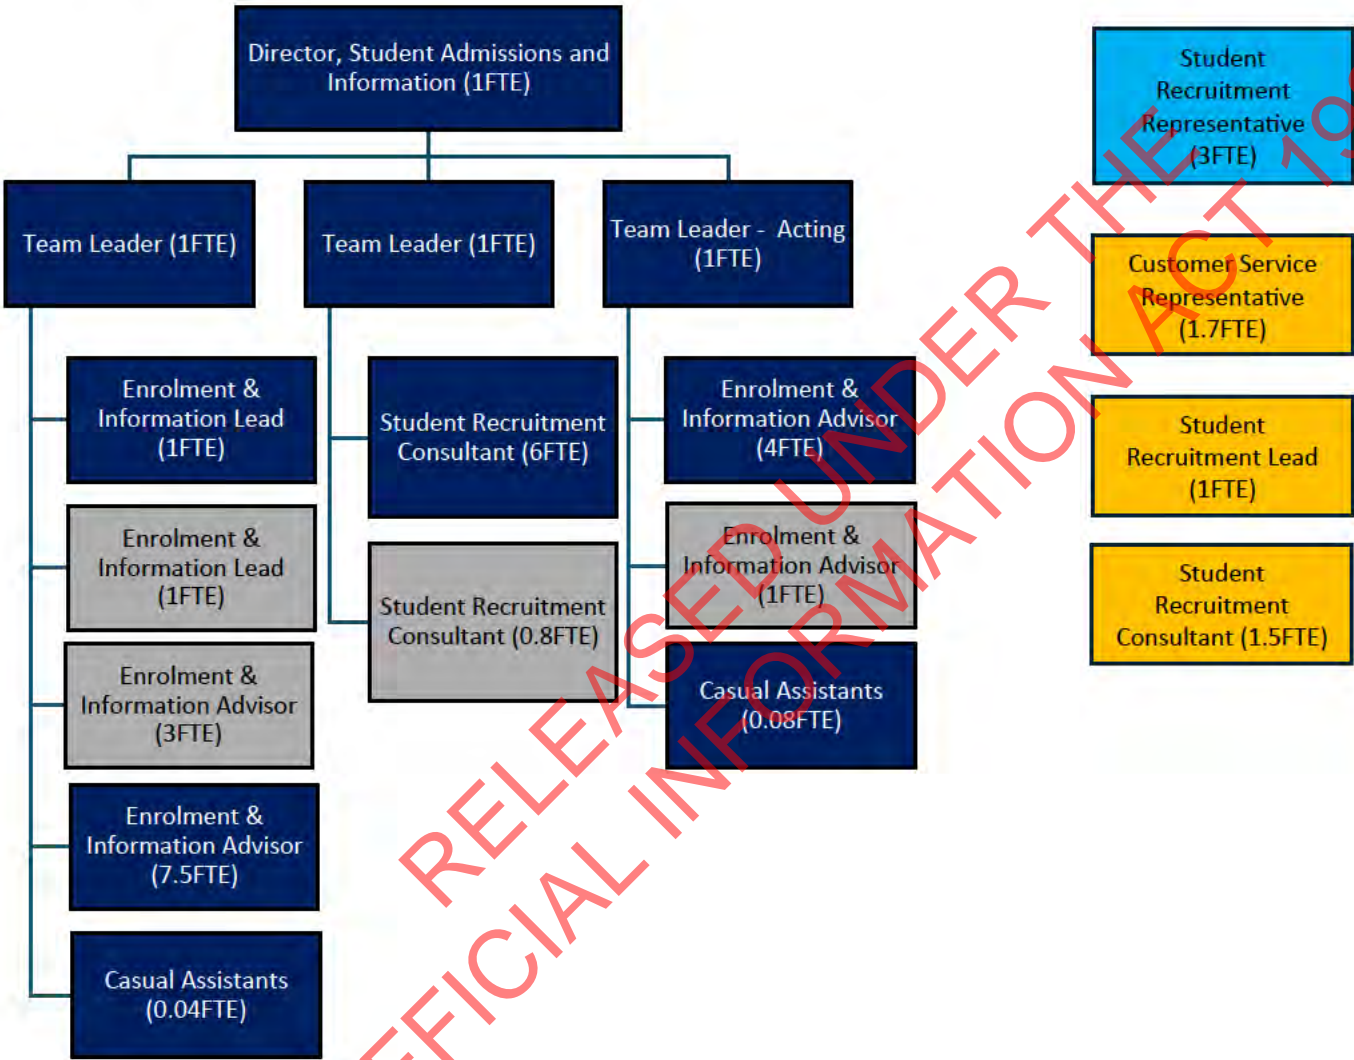 Director, Student Admissions and
Information (1FTE)
Team Leader (1FTE)
Enrolment &
Information Lead
(1FTE)
Enrolment &
Information Lead
(1FTE)
Enrolment &
Information Advisor
(3FTE)
Enrolment &
Information Advisor
(7.5FTE)
Casual Assistants
(0.04FTE)
Team Leader (1FTE)
Student Recruitment
Consultant (6FTE)
Student Recruitment
Consultant (0.8FTE)
Team Leader - Acting
(1FTE)
Enrolment &
Information Advisor
(4FTE)
Enrolment &
Information Advisor
(1FTE)
Casual Assistants
(0.08FTE)
Student
Recruitment
Representative
(3FTE)
Customer Service
Representative
(1.7FTE)
Student
Recruitment Lead
(1FTE)
Student
Recruitment
Consultant (1.5FTE)
RELEASED UNDER THE
INFORMATION ACT